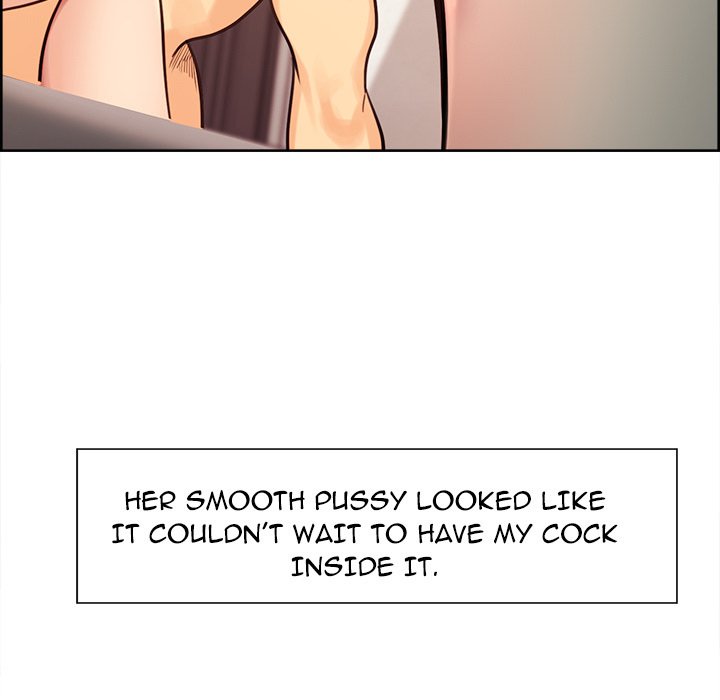 HER SMOOTH PUSSY LOOKED LIKE
IT COULDN'T WAIT TO HAVE MY COCK
INSIDE IT.